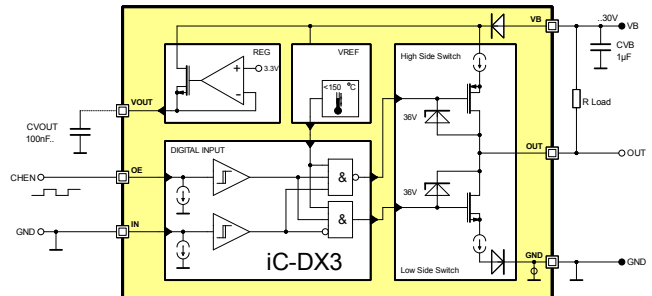 ..30V
VB
VB
REG
VREF
High Side Switch
CVB
1µF
3.3V
+
-
<150 °C
VOUT
CVOUT
100nF..
36V
R Load
DIGITAL INPUT
CHEN
OE
&
OUT
OUT
36V
&
GND
IN
iC-DX3
GND
GND
Low Side Switch